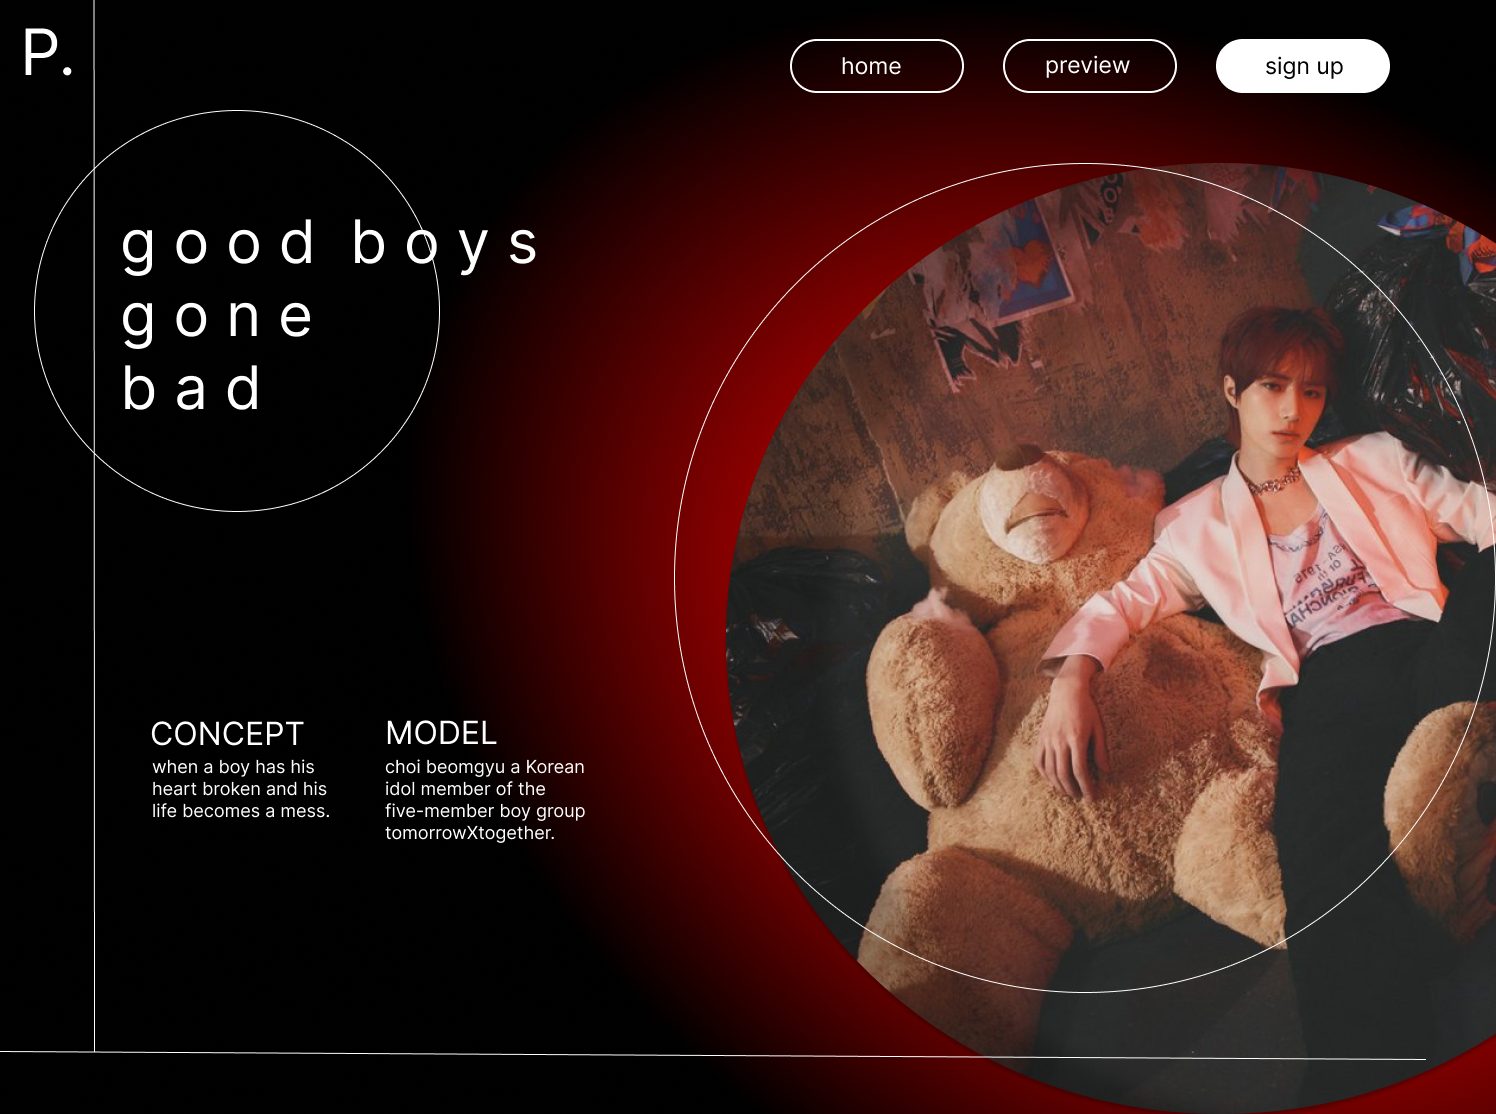 P.
home
preview
sign up
good boys
gone
bad
CONCEPT
when a boy has his
heart broken and his
life becomes a mess.
MODEL
choi beomgyu a Korean
idol member of the
five-member boy group
tomorrowXtogether.